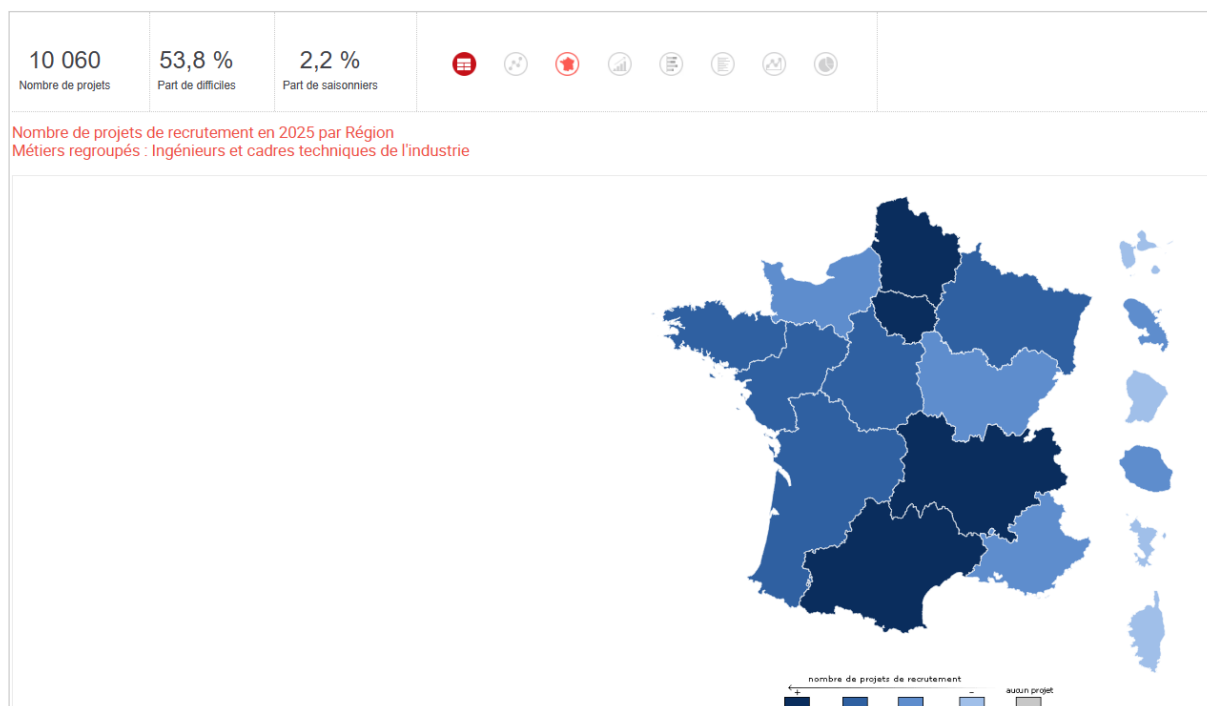 10 060
Nombre de projets
53,8 %
Part de difficiles
2,2 %
Part de saisonniers
Nombre de projets de recrutement en 2025 par Région
Métiers regroupés : Ingénieurs et cadres techniques de l'industrie
nombre de projets de recrutement
+
-
aucun projet